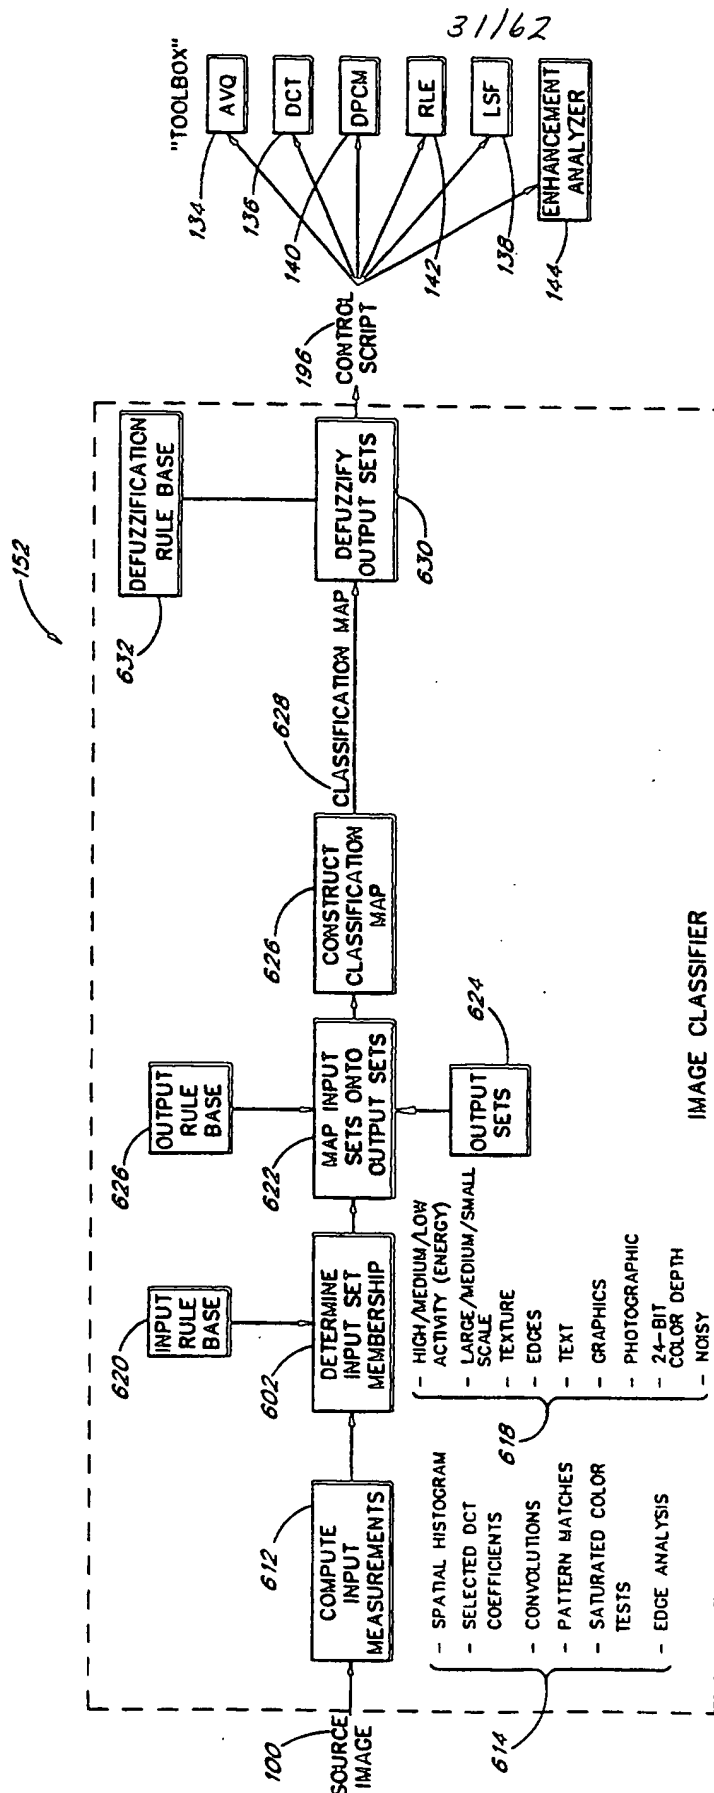 31/62
152
"TOOLBOX"
134
AVQ
136
DCT
140
DPCM
142
RLE
138
LSF
144
ENHANCEMENT
ANALYZER
196
CONTROL
SCRIPT
632
DEFUZZIFICATION
RULE BASE
DEFUZZIFY
OUTPUT SETS
630
628
CLASSIFICATION MAP
626
CONSTRUCT
CLASSIFICATION
MAP
626
OUTPUT
RULE
BASE
622
MAP INPUT
SETS ONTO
OUTPUT SETS
624
OUTPUT
SETS
620
INPUT
RULE
BASE
602
DETERMINE
INPUT SET
MEMBERSHIP
618
- HIGH/MEDIUM/LOW
ACTIVITY (ENERGY)
- LARGE/MEDIUM/SMALL
SCALE
- TEXTURE
- EDGES
- TEXT
- GRAPHICS
- PHOTOGRAPHIC
- 24-BIT
COLOR DEPTH
- NOISY
612
COMPUTE
INPUT
MEASUREMENTS
614
- SPATIAL HISTOGRAM
- SELECTED DCT
COEFFICIENTS
- CONVOLUTIONS
- PATTERN MATCHES
- SATURATED COLOR
TESTS
- EDGE ANALYSIS
100
SOURCE
IMAGE
IMAGE CLASSIFIER